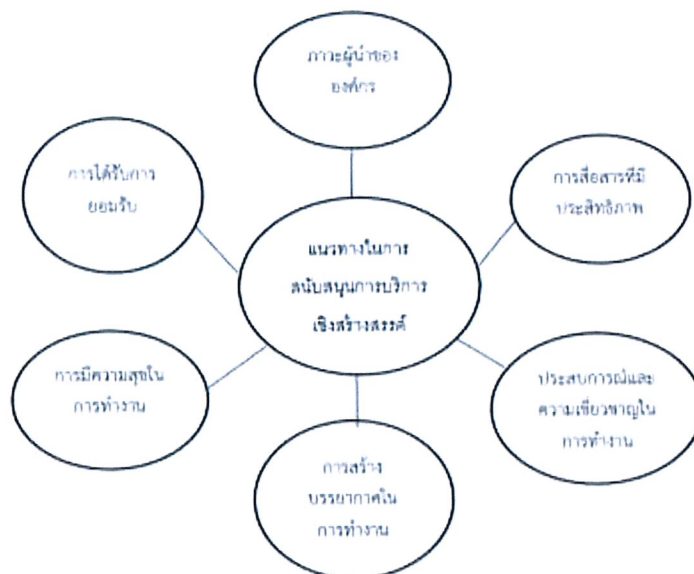 ภาวะผู้นำของ
องค์กร
การได้รับการ
ยอมรับ
การสื่อสารที่มี
ประสิทธิภาพ
แนวทางในการ
สนับสนุนการบริการ
เชิงสร้างสรรค์
การมีความสุขใน
การทำงาน
ประสบการณ์และ
ความเชี่ยวชาญใน
การทำงาน
การสร้าง
บรรยากาศใน
การทำงาน